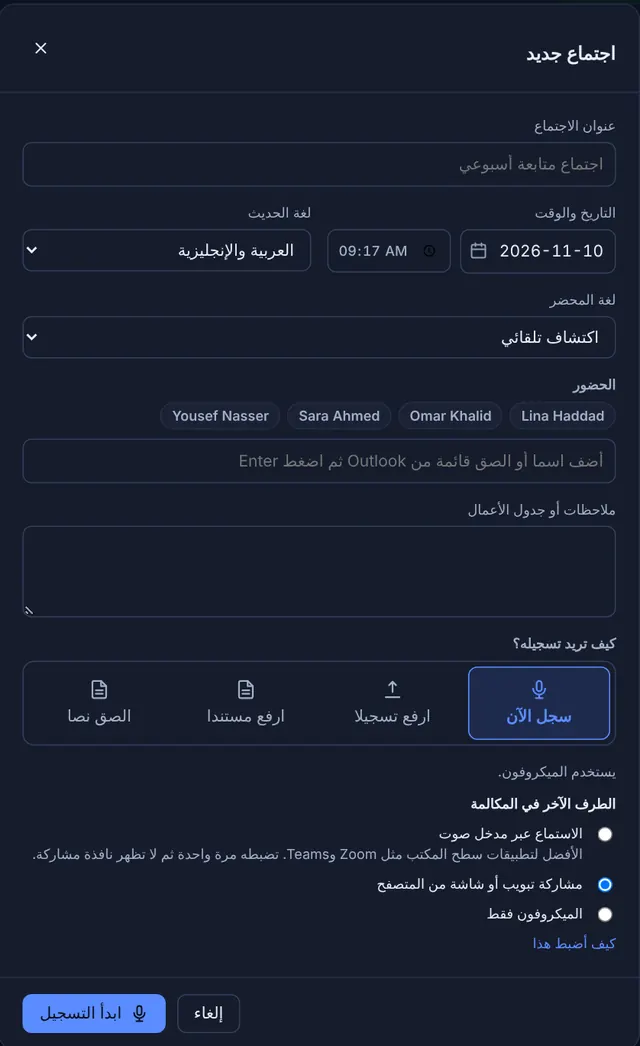 اجتماع جديد
عنوان الاجتماع
اجتماع متابعة أسبوعي
التاريخ والوقت
لغة الحديث
2026-11-10
09:17 AM
العربية والإنجليزية
لغة المحضر
اكتشاف تلقائي
الحضور
Lina Haddad
Omar Khalid
Sara Ahmed
Yousef Nasser
أضف اسما أو الصق قائمة من Outlook ثم اضغط Enter
ملاحظات أو جدول الأعمال
كيف تريد تسجيله؟
سجل الآن
ارفع تسجيلا
ارفع مستندا
الصق نصا
يستخدم الميكروفون.
الطرف الآخر في المكالمة
الاستماع عبر مدخل صوت
الأفضل لتطبيقات سطح المكتب مثل Zoom وTeams. تضبطه مرة واحدة ثم لا تظهر نافذة مشاركة.
مشاركة تبويب أو شاشة من المتصفح
الميكروفون فقط
كيف أضبط هذا
إلغاء
ابدأ التسجيل